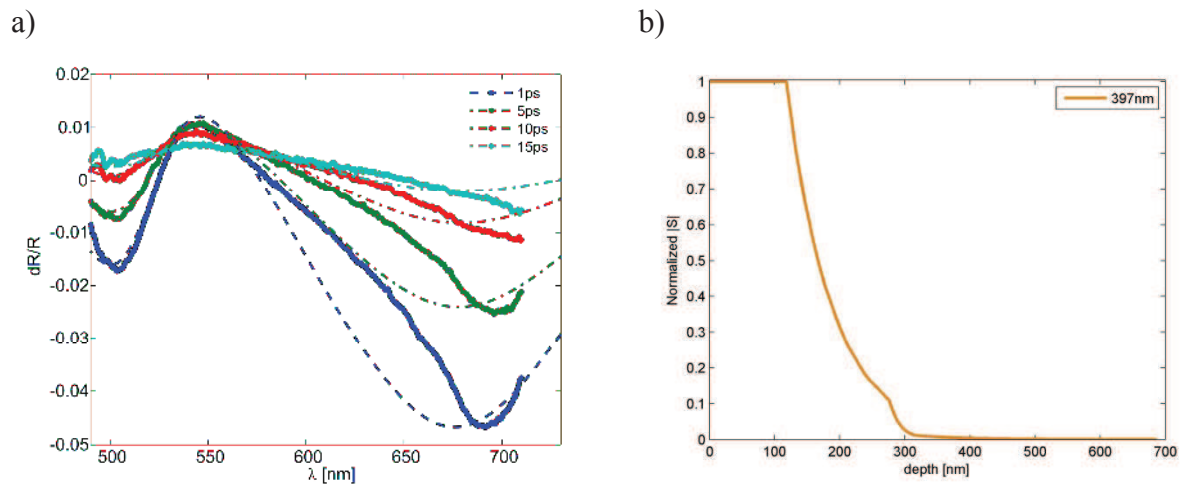 a)
b)
0.02
0.01
0
-0.01
-0.02
-0.03
-0.04
-0.05
dR/R
500
550
600
650
700
λ [nm]
1ps
5ps
10ps
15ps
1
0.9
0.8
0.7
0.6
0.5
0.4
0.3
0.2
0.1
0
Normalized |S|
0
100
200
300
400
500
600
700
depth [nm]
397nm